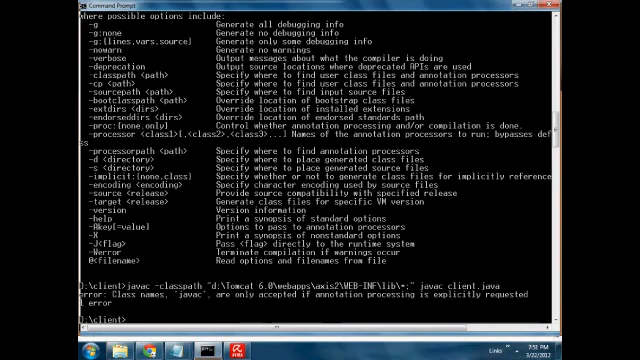 Command Prompt
where possible options include:
-g Generate all debugging info
-g:none Generate no debugging info
-g:{lines,vars,source} Generate only some debugging info
-nowarn Generate no warnings
-verbose Output messages about what the compiler is doing
-deprecation Output source locations where deprecated APIs are used
-classpath <path> Specify where to find user class files and annotation processors
-cp <path> Specify where to find user class files and annotation processors
-sourcepath <path> Specify where to find input source files
-bootclasspath <path> Override location of bootstrap class files
-extdirs <dirs> Override location of installed extensions
-endorseddirs <dirs> Override location of endorsed standards path
-proc:{none,only} Control whether annotation processing and/or compilation is done.
-processor <class1>[,<class2>,<class3>...] Names of the annotation processors to run; bypasses def
ss
-processorpath <path> Specify where to find annotation processors
-d <directory> Specify where to place generated class files
-s <directory> Specify where to place generated source files
-implicit:{none,class} Specify whether or not to generate class files for implicitly reference
-encoding <encoding> Specify character encoding used by source files
-source <release> Provide source compatibility with specified release
-target <release> Generate class files for specific VM version
-version Version information
-help Print a synopsis of standard options
-Akey[=value] Options to pass to annotation processors
-X Print a synopsis of nonstandard options
-J<flag> Pass <flag> directly to the runtime system
-Werror Terminate compilation if warnings occur
@<filename> Read options and filenames from file
D:\client>javac -classpath "d:\Tomcat 6.0\webapps\axis2\WEB-INF\lib\*;" javac client.java
error: Class names, 'javac', are only accepted if annotation processing is explicitly requested
1 error
D:\client>
Links
7:51 PM
3/22/2012
AVIRA